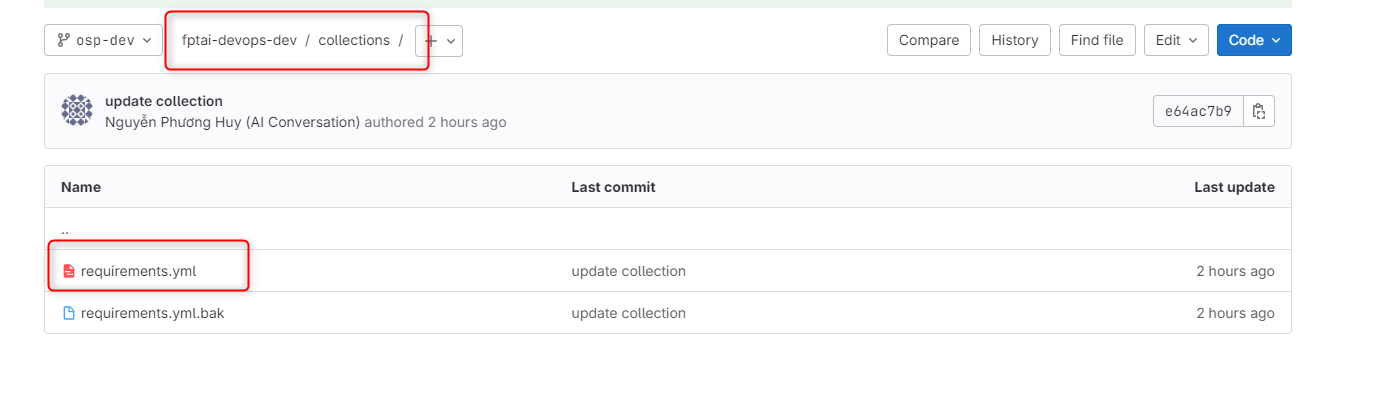 osp-dev fptai-devops-dev / collections / + Compare History Find file Edit Code
update collection
Nguyễn Phương Huy (AI Conversation) authored 2 hours ago
e64ac7b9
Name Last commit Last update
..
requirements.yml update collection 2 hours ago
requirements.yml.bak update collection 2 hours ago